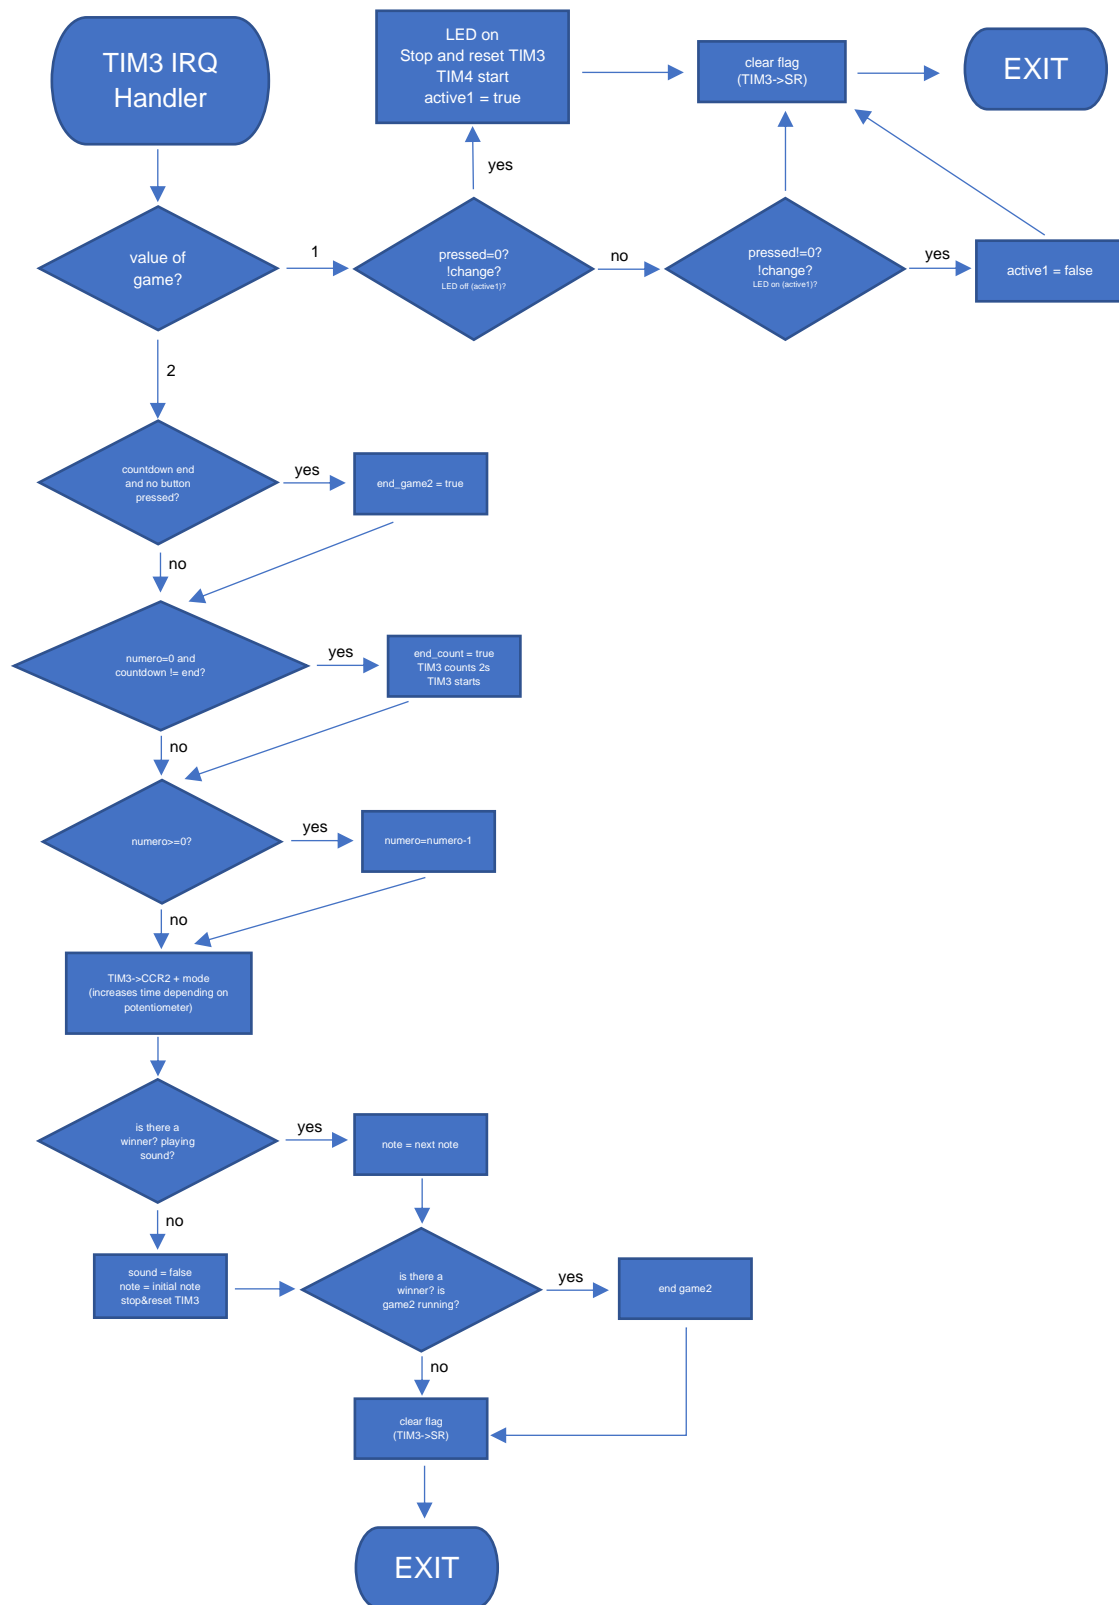 TIM3 IRQ
Handler
LED on
Stop and reset TIM3
TIM4 start
active1 = true
clear flag
(TIM3->SR)
EXIT
yes
value of
game?
1
pressed=0?
!change?
LED off (active1)?
no
pressed!=0?
!change?
LED on (active1)?
yes
active1 = false
2
countdown end
and no button
pressed?
yes
end_game2 = true
no
numero=0 and
countdown != end?
yes
end_count = true
TIM3 counts 2s
TIM3 starts
no
numero>=0?
yes
numero=numero-1
no
TIM3->CCR2 + mode
(increases time depending on
potentiometer)
is there a
winner? playing
sound?
yes
note = next note
no
sound = false
note = initial note
stop&reset TIM3
is there a
winner? is
game2 running?
yes
end game2
no
clear flag
(TIM3->SR)
EXIT